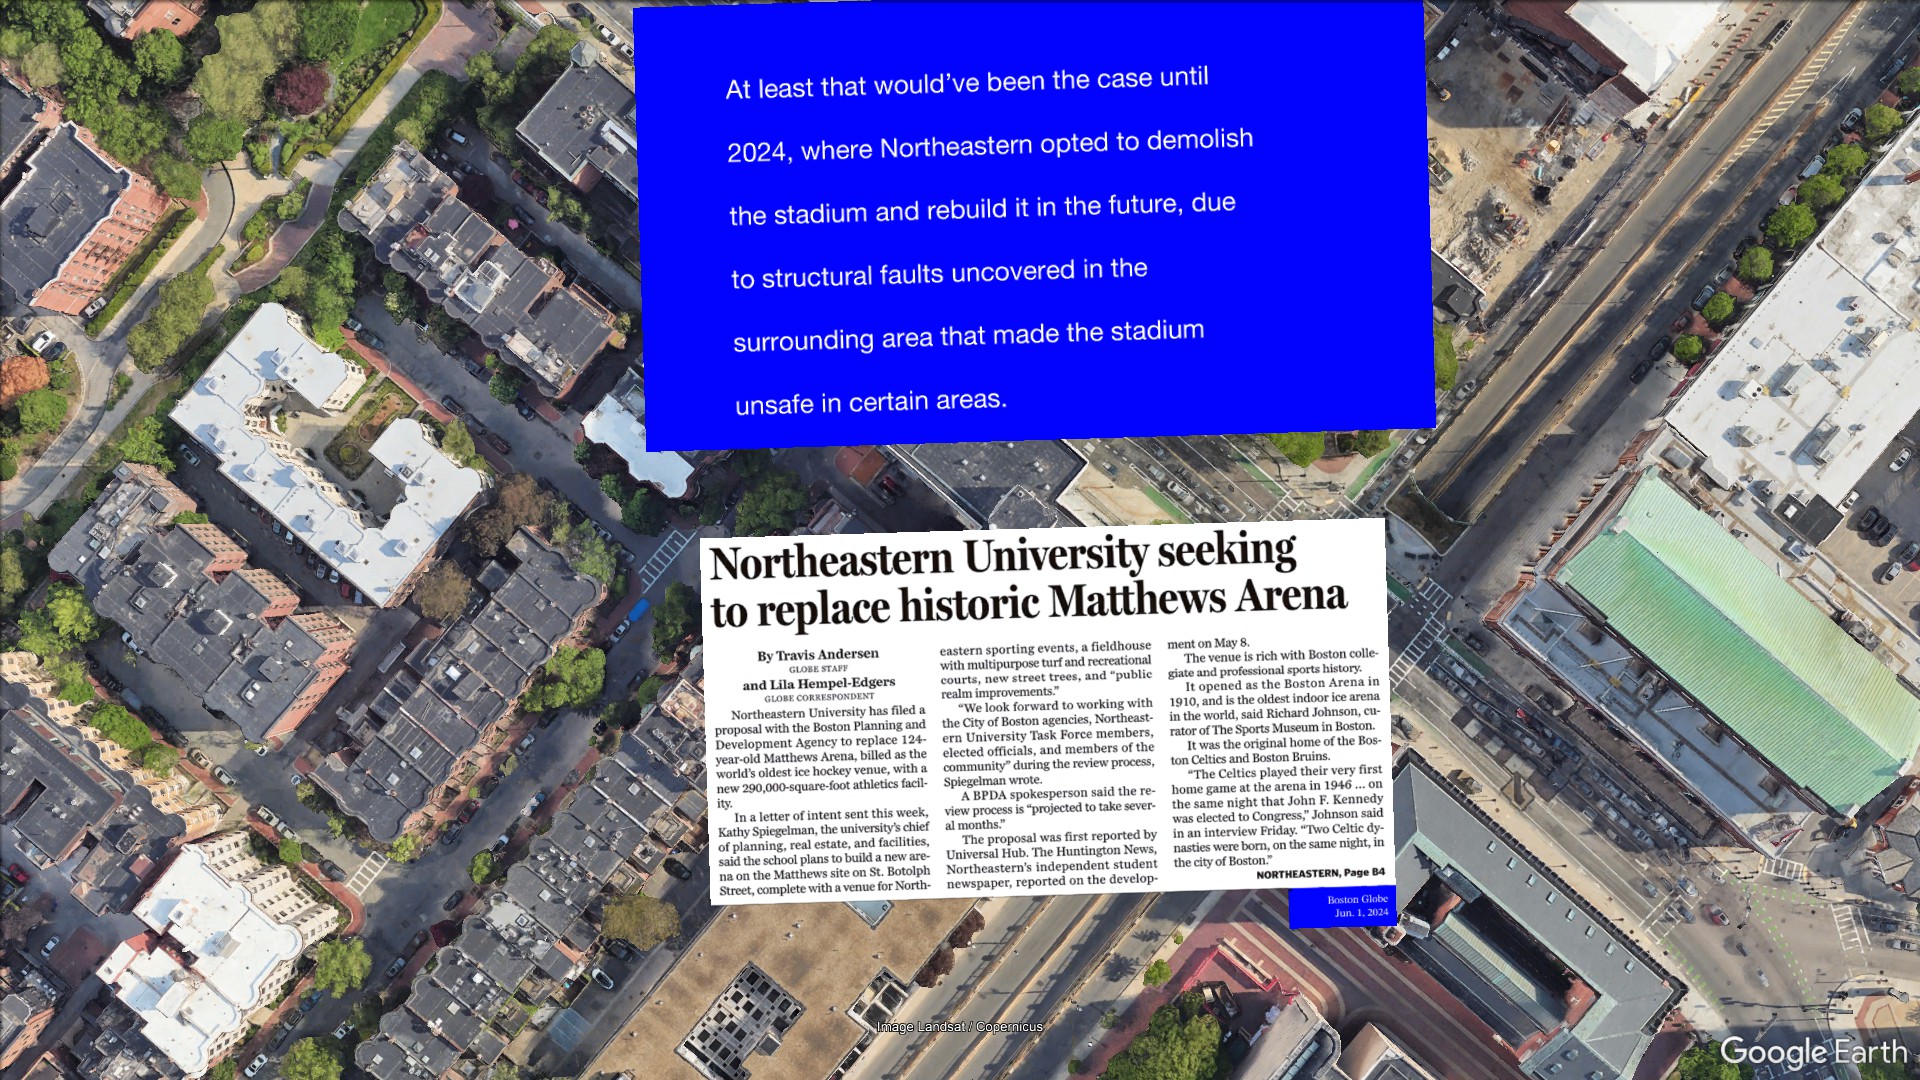 At least that would've been the case until
2024, where Northeastern opted to demolish
the stadium and rebuild it in the future, due
to structural faults uncovered in the
surrounding area that made the stadium
unsafe in certain areas.
Northeastern University seeking
to replace historic Matthews Arena
By Travis Andersen
GLOBE STAFF
and Lila Hempel-Edgers
GLOBE CORRESPONDENT
Northeastern University has filed a
proposal with the Boston Planning and
Development Agency to replace 124-
year-old Matthews Arena, billed as the
world's oldest ice hockey venue, with a
new 290,000-square-foot athletics facil-
ity.
In a letter of intent sent this week,
Kathy Spiegelman, the university's chief
of planning, real estate, and facilities,
said the school plans to build a new are-
na on the Matthews site on St. Botolph
Street, complete with a venue for North-
eastern sporting events, a fieldhouse
with multipurpose turf and recreational
courts, new street trees, and "public
realm improvements."
"We look forward to working with
the City of Boston agencies, Northeast-
ern University Task Force members,
elected officials, and members of the
community" during the review process,
Spiegelman wrote.
A BPDA spokesperson said the re-
view process is "projected to take sever-
al months."
The proposal was first reported by
Universal Hub. The Huntington News,
Northeastern's independent student
newspaper, reported on the develop-
ment on May 8.
The venue is rich with Boston colle-
giate and professional sports history.
It opened as the Boston Arena in
1910, and is the oldest indoor ice arena
in the world, said Richard Johnson, cu-
rator of The Sports Museum in Boston.
It was the original home of the Bos-
ton Celtics and Boston Bruins.
"The Celtics played their very first
home game at the arena in 1946 ... on
the same night that John F. Kennedy
was elected to Congress," Johnson said
in an interview Friday. "Two Celtic dy-
nasties were born, on the same night, in
the city of Boston."
NORTHEASTERN, Page B4
Boston Globe
Jun. 1, 2024
Image Landsat / Copernicus
Google Earth